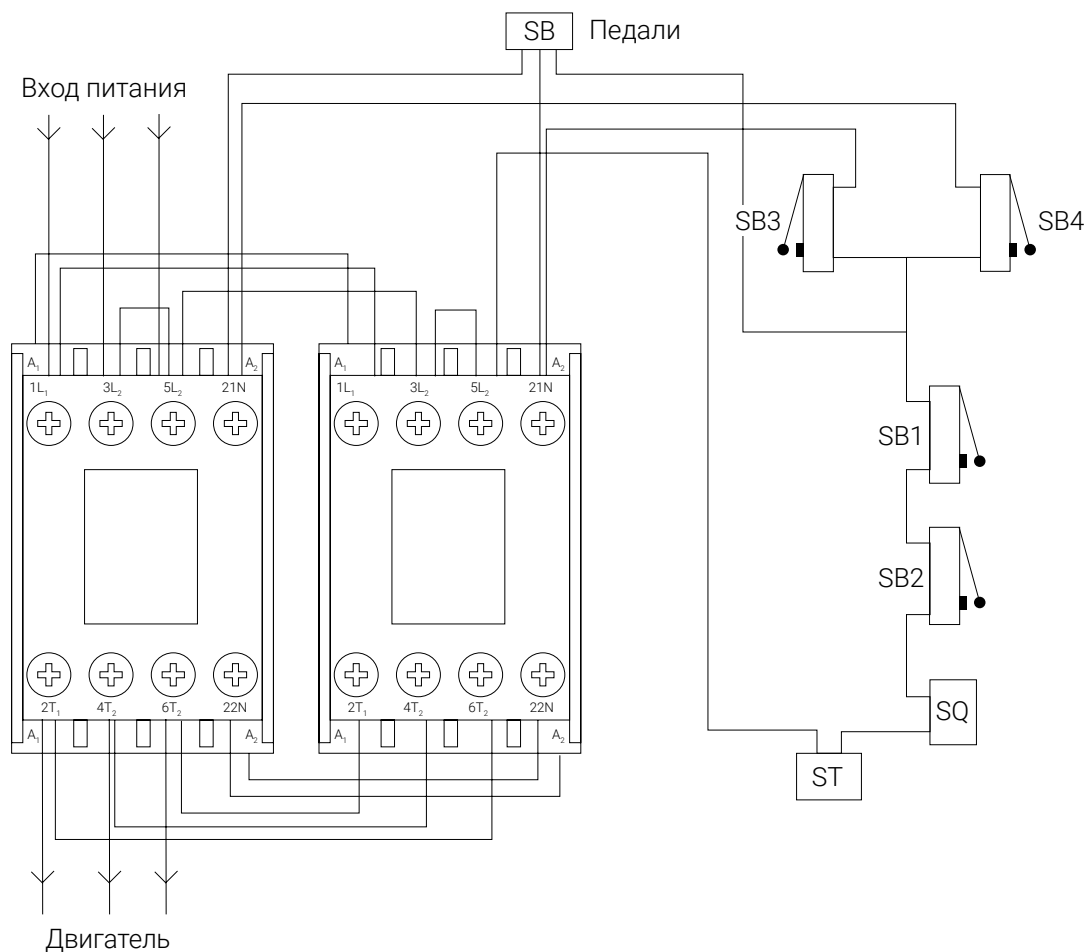 SB Педали
Вход питания
SB3
SB4
A₁ A₂
1L₁ 3L₂ 5L₂ 21N
2T₁ 4T₂ 6T₂ 22N
A₁ A₂
A₁ A₂
1L₁ 3L₂ 5L₂ 21N
2T₁ 4T₂ 6T₂ 22N
A₁ A₂
SB1
SB2
SQ
ST
Двигатель